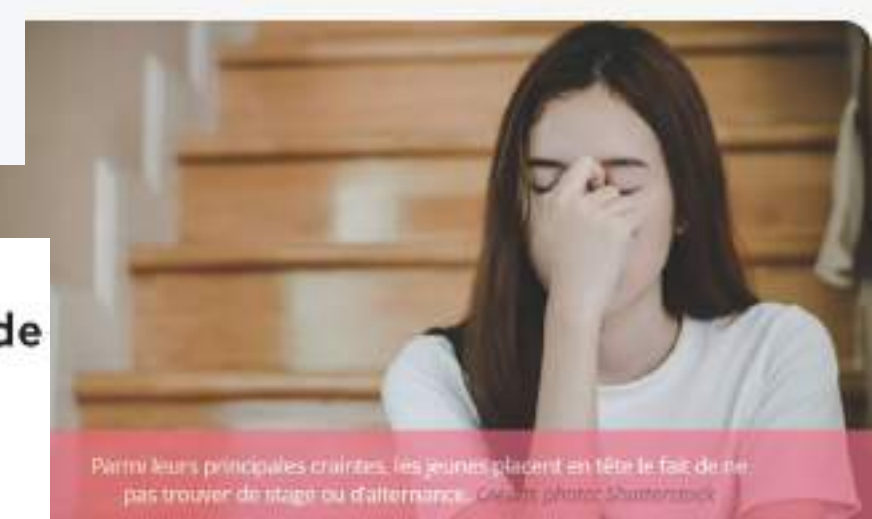 de
Parmi leurs principales craintes, les jeunes placent en tête le fait de ne
pas trouver de stage ou d'alternance. Crédits photo: Shutterstock